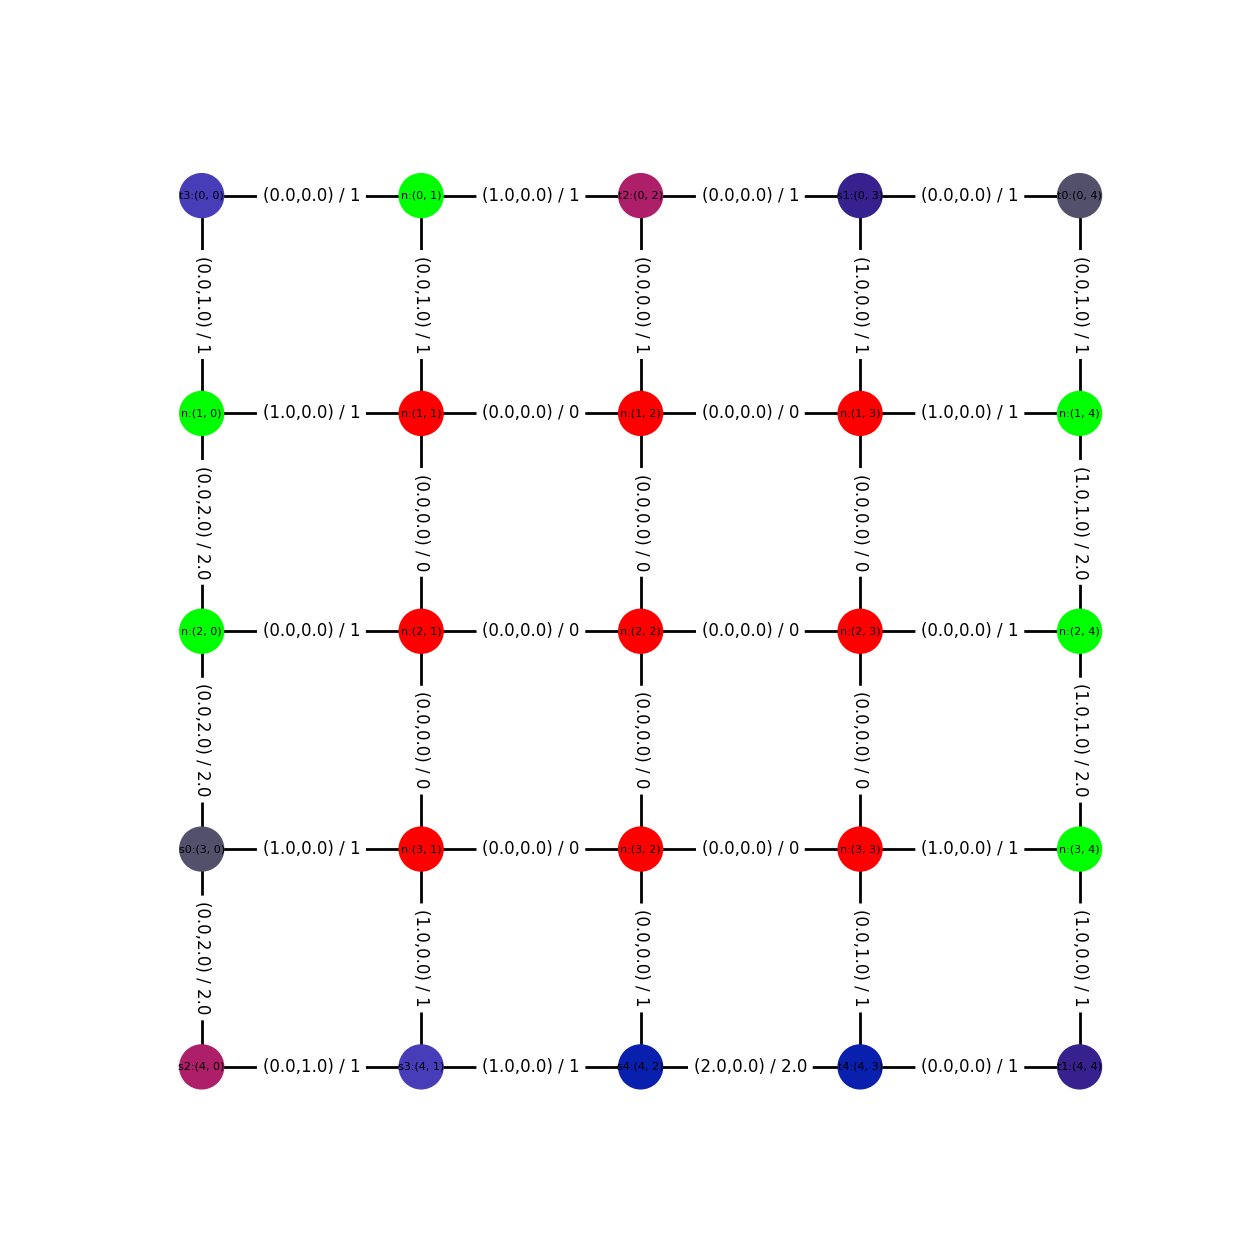 t3:(0, 0) (0.0,0.0) / 1 n:(0, 1) (1.0,0.0) / 1 t2:(0, 2) (0.0,0.0) / 1 s1:(0, 3) (0.0,0.0) / 1 t0:(0, 4)
(0.0,1.0) / 1 (0.0,1.0) / 1 (0.0,0.0) / 1 (1.0,0.0) / 1 (0.0,1.0) / 1
n:(1, 0) (1.0,0.0) / 1 n:(1, 1) (0.0,0.0) / 0 n:(1, 2) (0.0,0.0) / 0 n:(1, 3) (1.0,0.0) / 1 n:(1, 4)
(0.0,2.0) / 2.0 (0.0,0.0) / 0 (0.0,0.0) / 0 (0.0,0.0) / 0 (1.0,1.0) / 2.0
n:(2, 0) (0.0,0.0) / 1 n:(2, 1) (0.0,0.0) / 0 n:(2, 2) (0.0,0.0) / 0 n:(2, 3) (0.0,0.0) / 1 n:(2, 4)
(0.0,2.0) / 2.0 (0.0,0.0) / 0 (0.0,0.0) / 0 (0.0,0.0) / 0 (1.0,1.0) / 2.0
s0:(3, 0) (1.0,0.0) / 1 n:(3, 1) (0.0,0.0) / 0 n:(3, 2) (0.0,0.0) / 0 n:(3, 3) (1.0,0.0) / 1 n:(3, 4)
(0.0,2.0) / 2.0 (1.0,0.0) / 1 (0.0,0.0) / 1 (0.0,1.0) / 1 (1.0,0.0) / 1
s2:(4, 0) (0.0,1.0) / 1 s3:(4, 1) (1.0,0.0) / 1 s4:(4, 2) (2.0,0.0) / 2.0 t4:(4, 3) (0.0,0.0) / 1 t1:(4, 4)